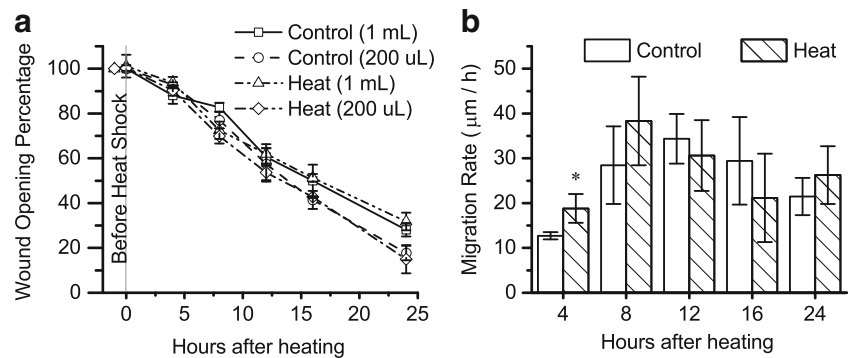 a
Control (1 mL)
Control (200 uL)
Heat (1 mL)
Heat (200 uL)
Before Heat Shock
Wound Opening Percentage
100
80
60
40
20
0
0 5 10 15 20 25
Hours after heating
b
Control Heat
Migration Rate (μm / h)
50
40
30
20
10
0
*
4 8 12 16 24
Hours after heating